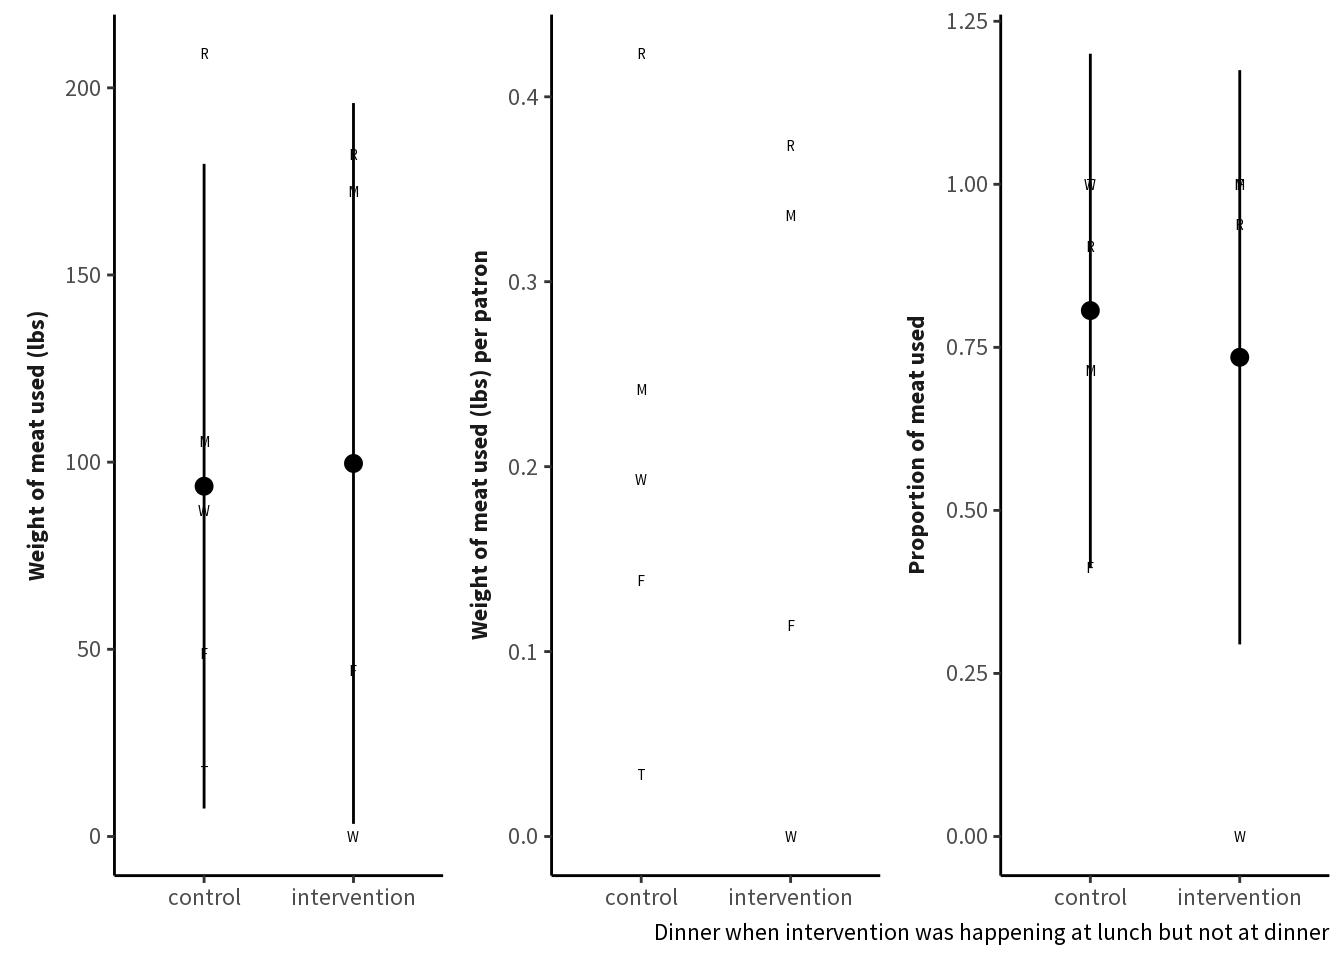 Weight of meat used (lbs)
200
150
100
50
0
R
M
W
F
T
R
M
F
W
control intervention
Weight of meat used (lbs) per patron
0.4
0.3
0.2
0.1
0.0
R
M
W
F
T
R
M
F
W
control intervention
Proportion of meat used
1.25
1.00
0.75
0.50
0.25
0.00
W
R
M
F
M
R
W
control intervention
Dinner when intervention was happening at lunch but not at dinner